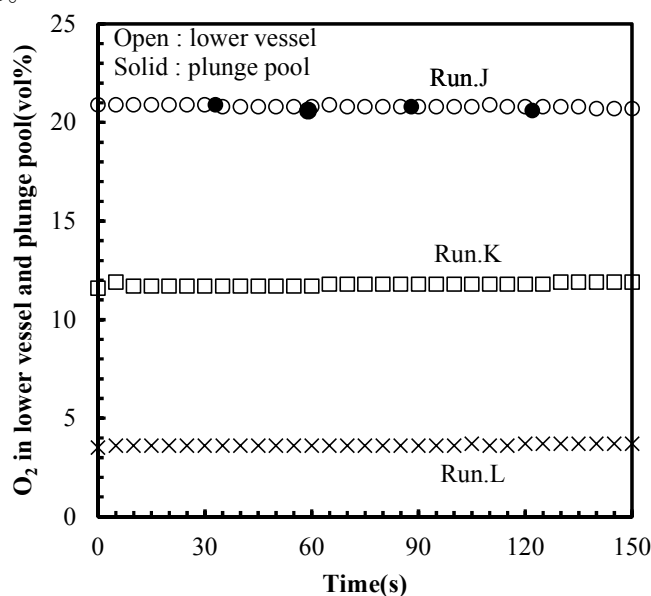 25
Open : lower vessel
Solid : plunge pool
Run.J
20
15
Run.K
10
5
Run.L
0
0 30 60 90 120 150
Time(s)
O₂ in lower vessel and plunge pool(vol%)